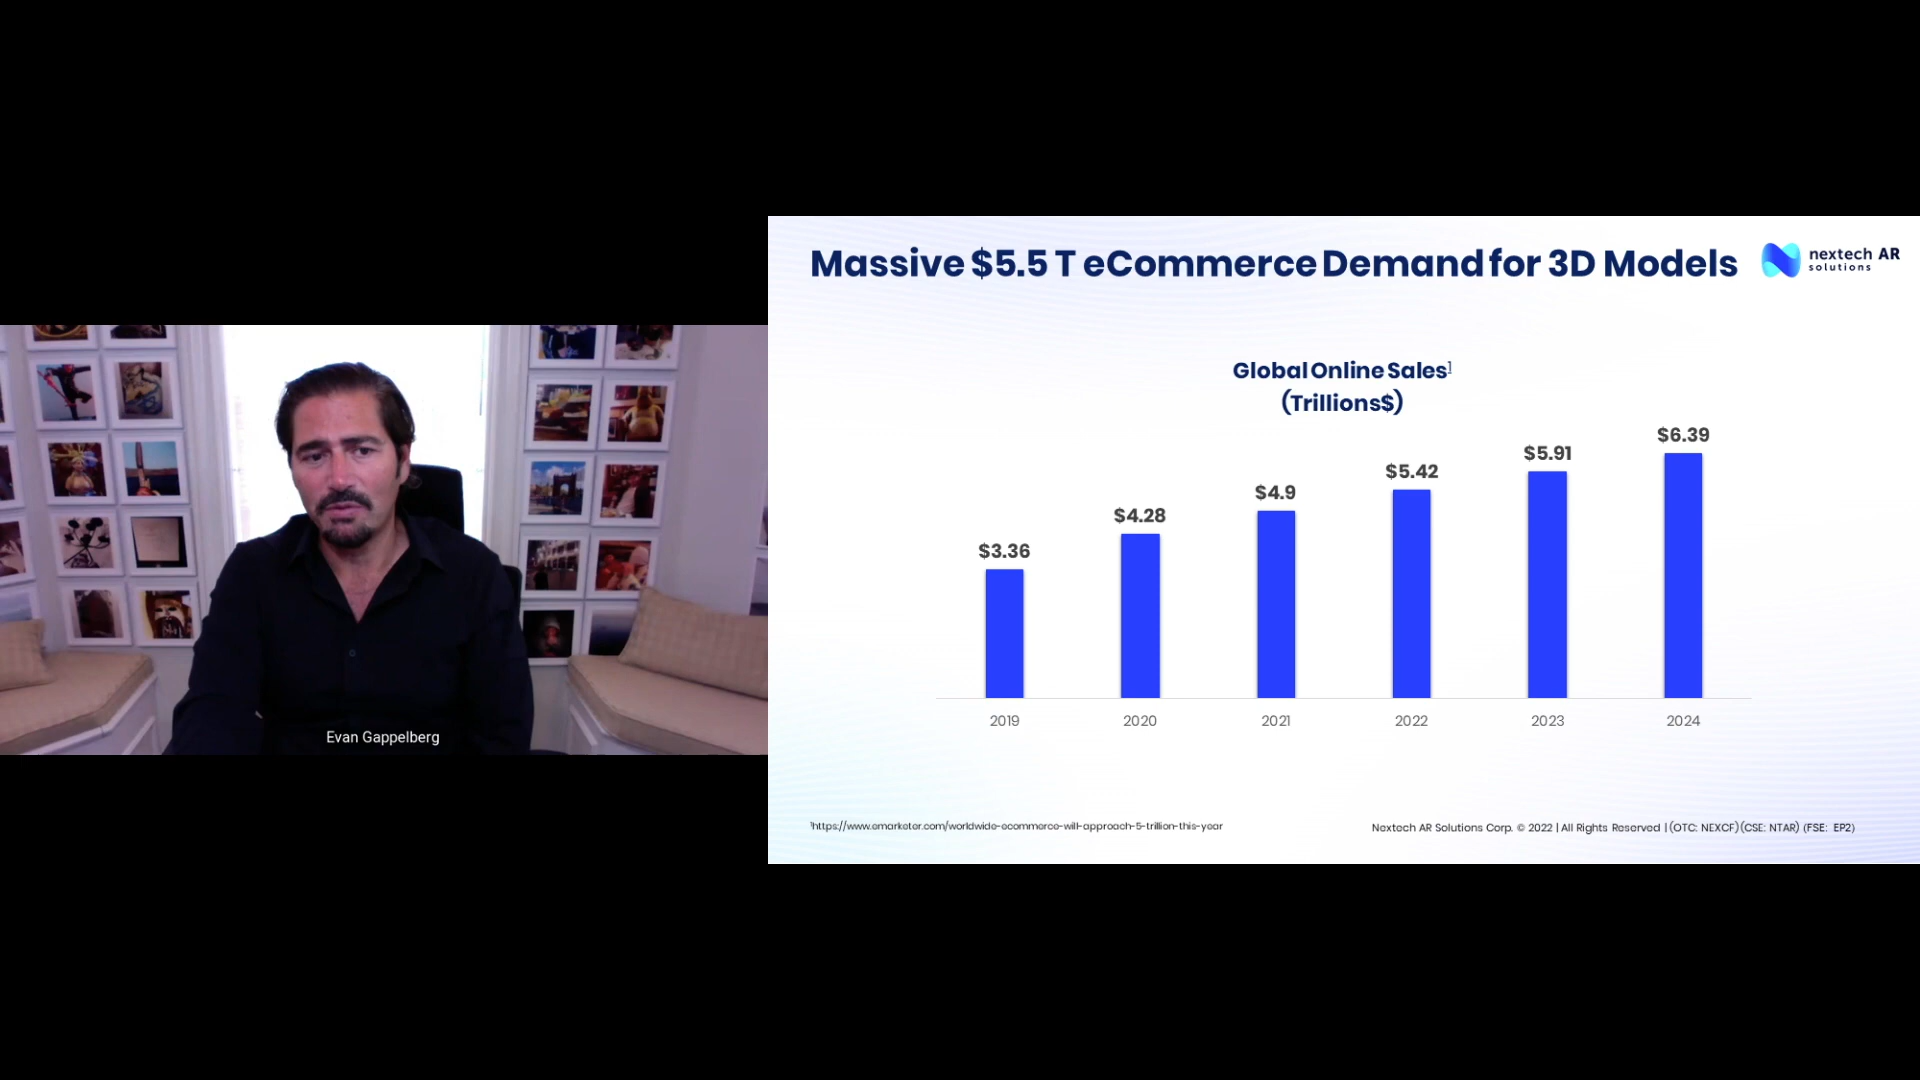 Massive $5.5 T eCommerce Demand for 3D Models
nextech AR
solutions
Global Online Sales¹
(Trillions$)
$3.36
$4.28
$4.9
$5.42
$5.91
$6.39
2019
2020
2021
2022
2023
2024
Evan Gappelberg
¹https://www.emarketer.com/worldwide-ecommerce-will-approach-5-trillion-this-year
Nextech AR Solutions Corp. © 2022 | All Rights Reserved | (OTC: NEXCF)(CSE: NTAR) (FSE: EP2)